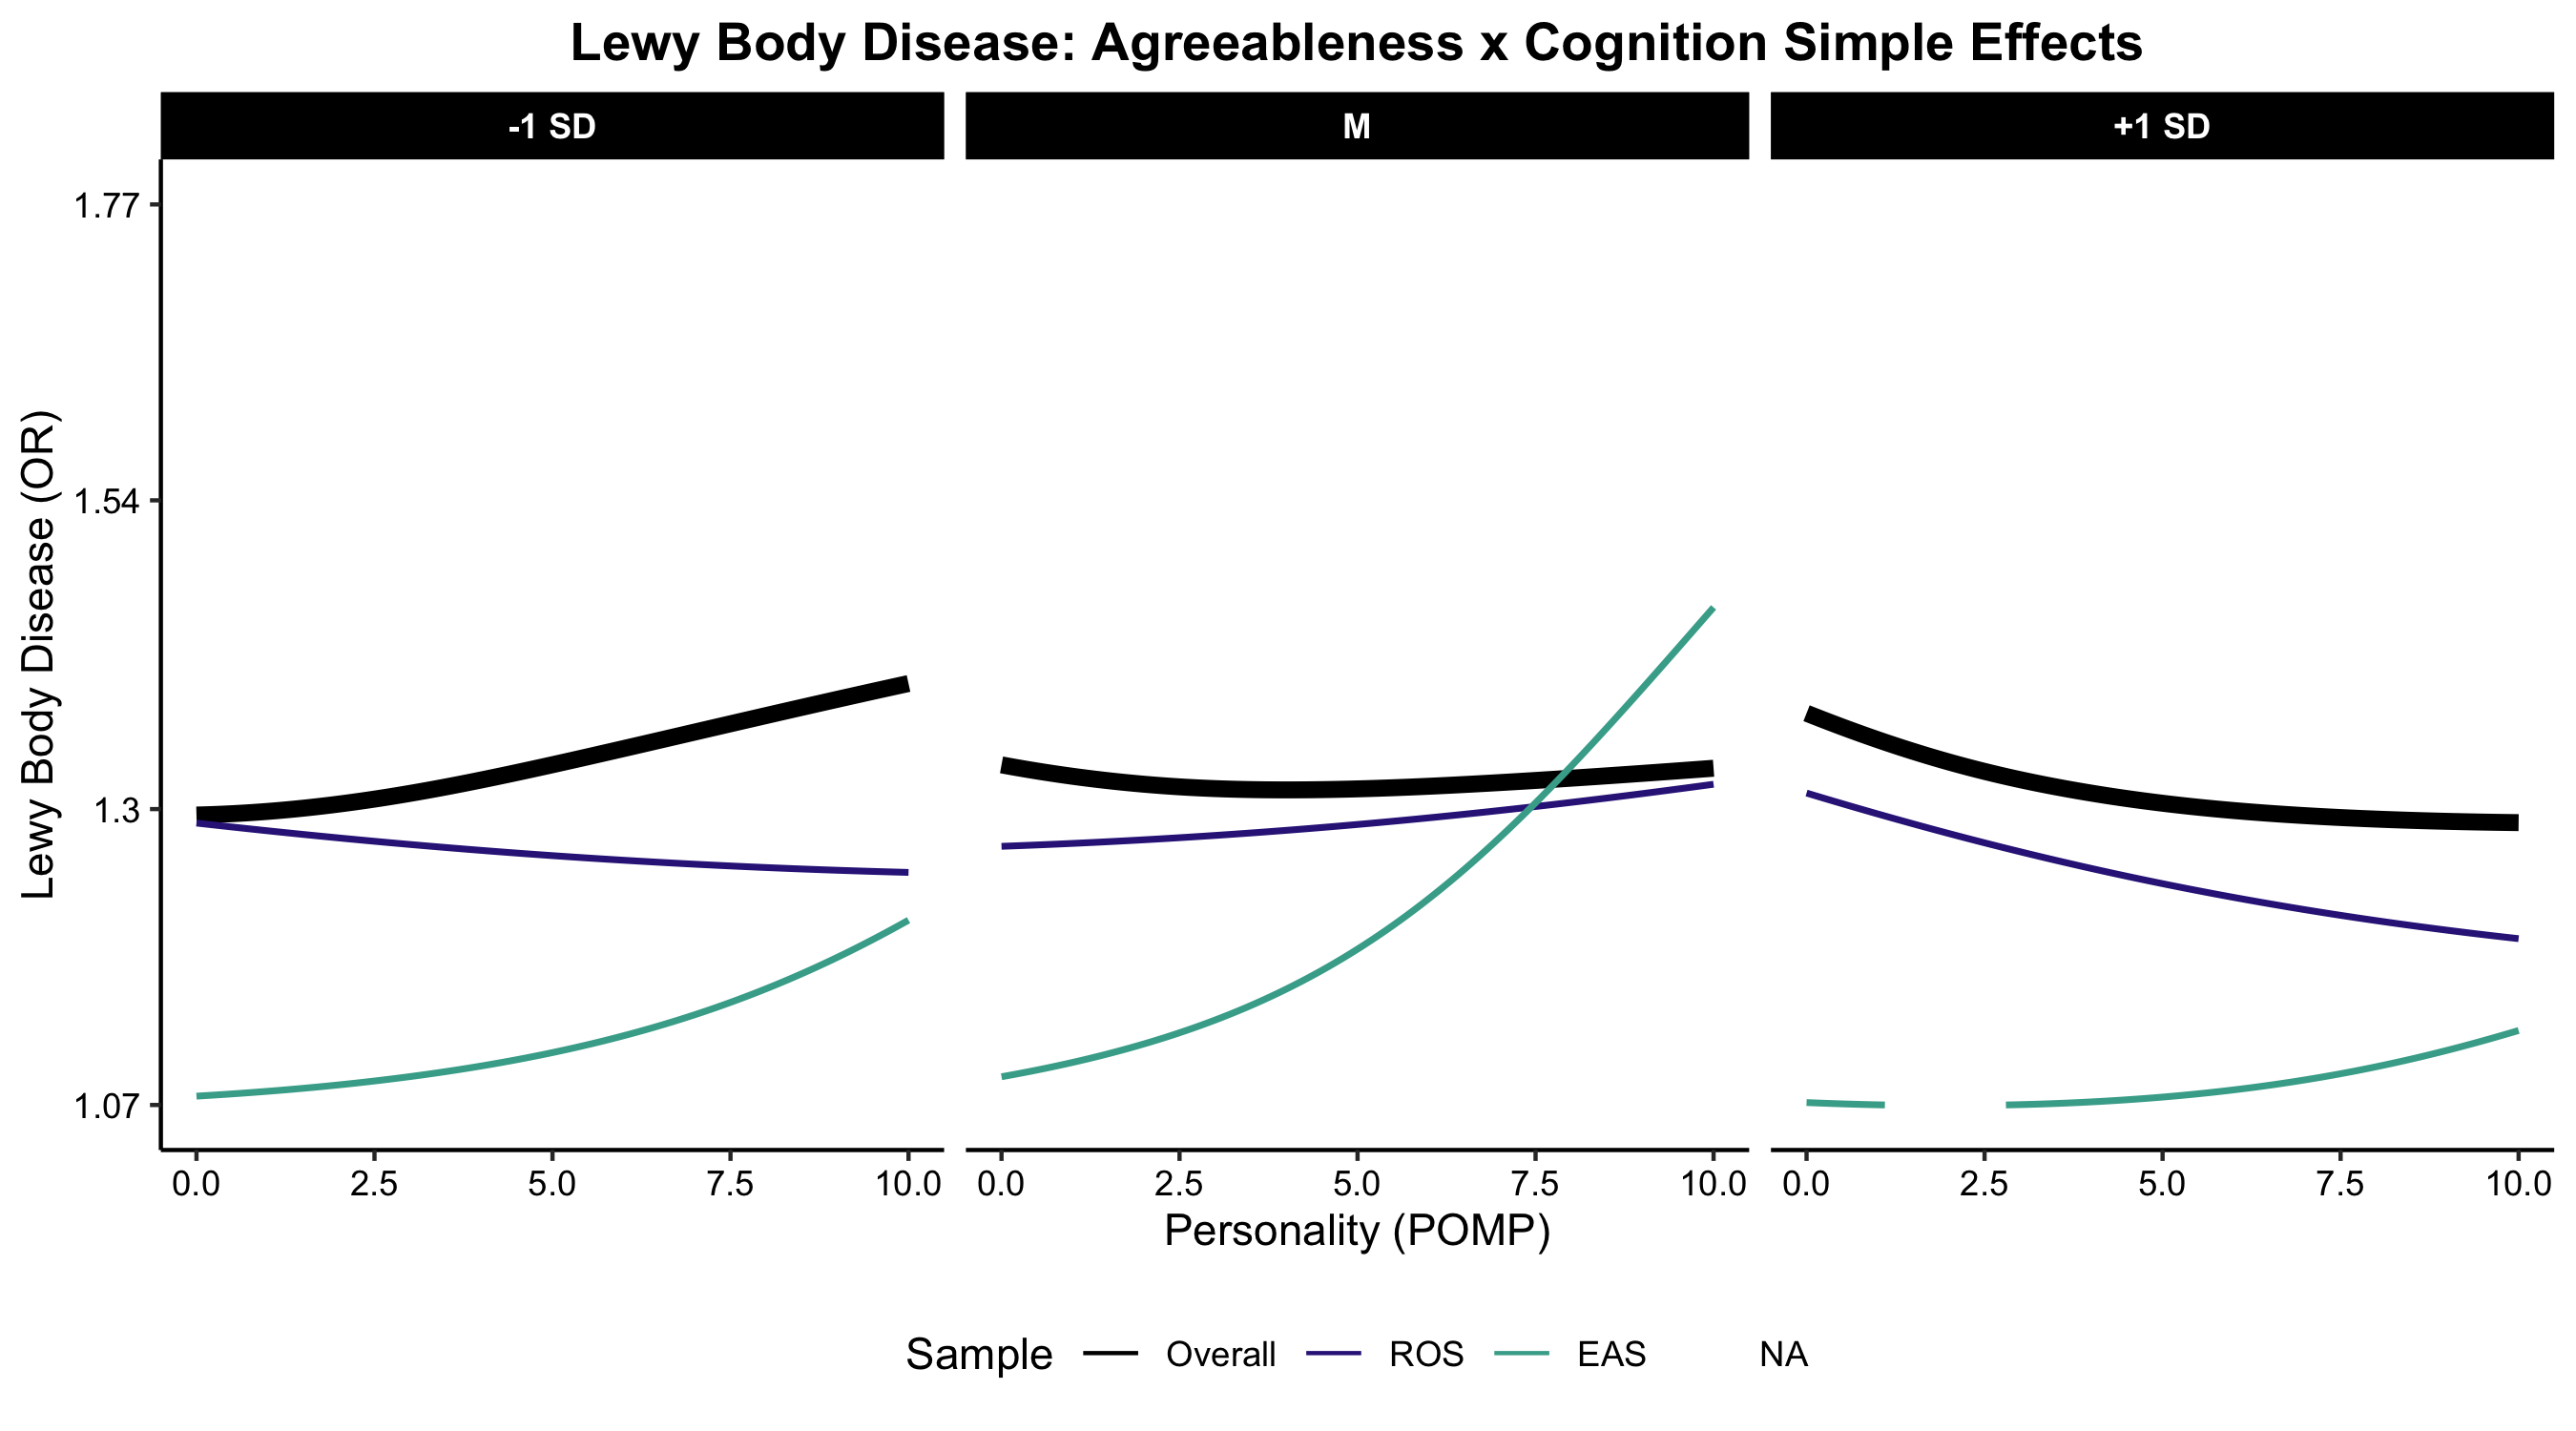 Lewy Body Disease: Agreeableness x Cognition Simple Effects
-1 SD
M
+1 SD
Lewy Body Disease (OR)
1.77
1.54
1.3
1.07
0.0 2.5 5.0 7.5 10.0
0.0 2.5 5.0 7.5 10.0
0.0 2.5 5.0 7.5 10.0
Personality (POMP)
Sample Overall ROS EAS NA